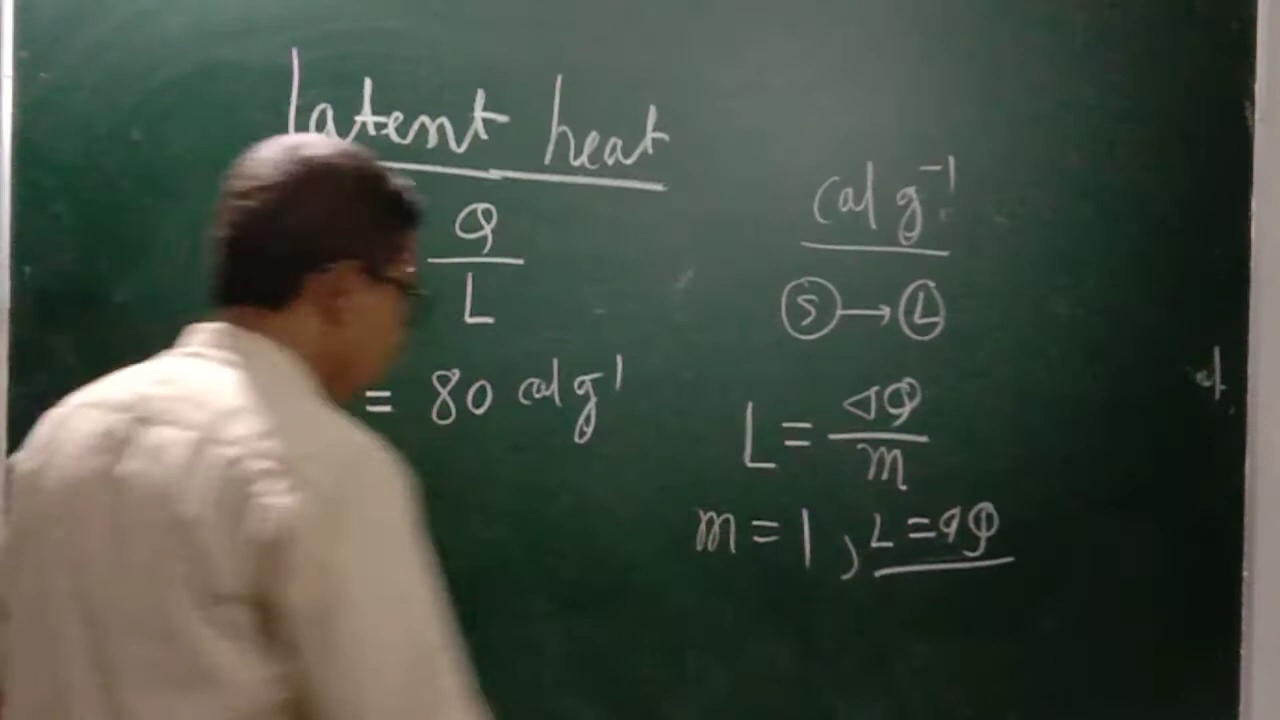 Latent heat
Q
L
= 80 cal g⁻¹
cal g⁻¹
S → L
L = ΔQ
m
m = 1, L = ΔQ